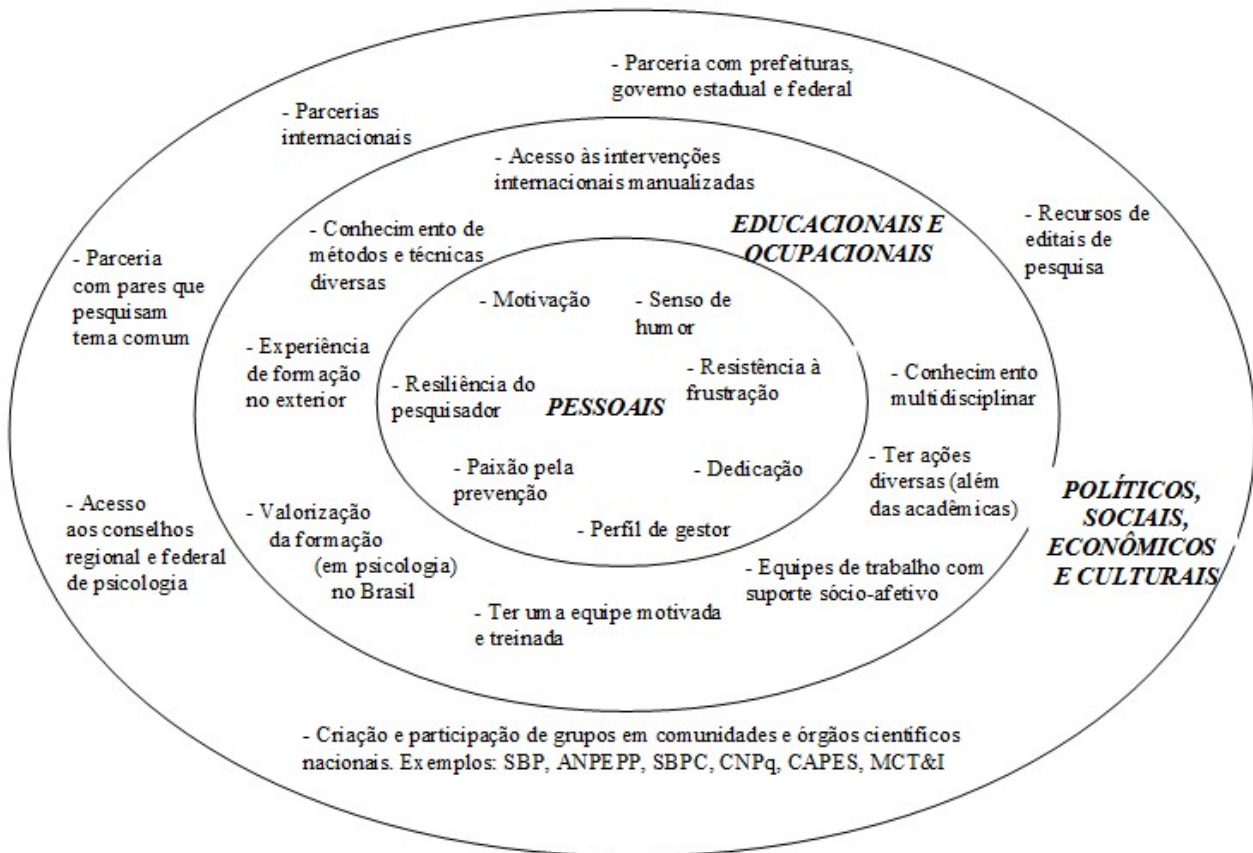 - Parceria com prefeituras,
governo estadual e federal
- Parcerias
internacionais
- Acesso às intervenções
internacionais manualizadas
- Conhecimento de
métodos e técnicas
diversas
EDUCACIONAIS E
OCUPACIONAIS
- Recursos de
editais de
pesquisa
- Parceria
com pares que
pesquisam
tema comum
- Motivação
- Senso de
humor
- Experiência
de formação
no exterior
- Resiliência do
pesquisador
PESSOAIS
- Resistência à
frustração
- Conhecimento
multidisciplinar
- Paixão pela
prevenção
- Dedicação
- Ter ações
diversas (além
das acadêmicas)
- Perfil de gestor
- Acesso
aos conselhos
regional e federal
de psicologia
- Valorização
da formação
(em psicologia)
no Brasil
POLÍTICOS,
SOCIAIS,
ECONÔMICOS
E CULTURAIS
- Equipes de trabalho com
suporte sócio-afetivo
- Ter uma equipe motivada
e treinada
- Criação e participação de grupos em comunidades e órgãos científicos
nacionais. Exemplos: SBP, ANPEPP, SBPC, CNPq, CAPES, MCT&I